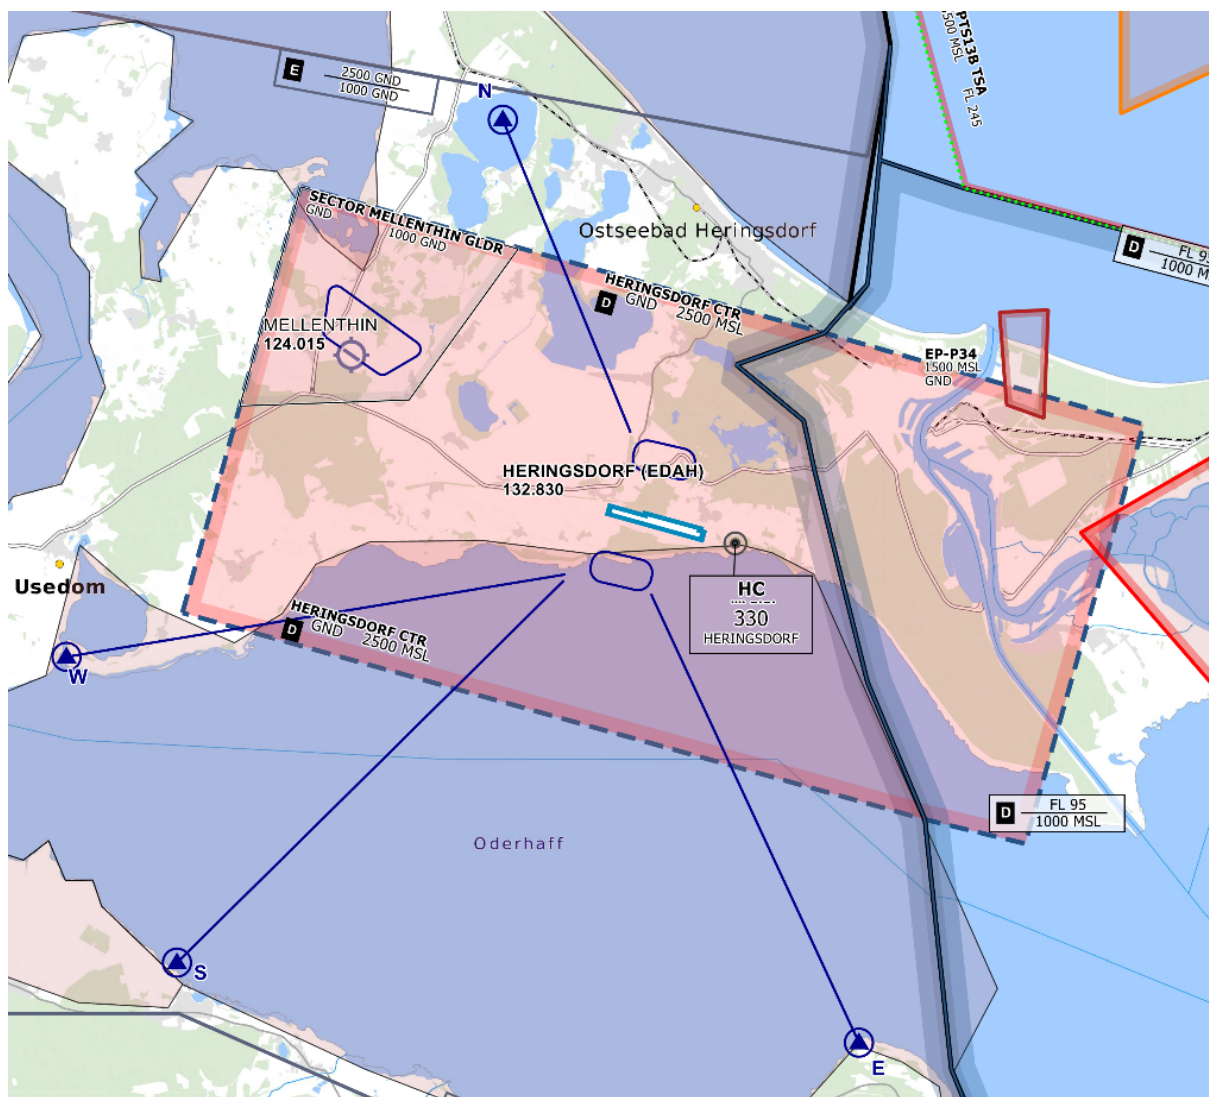 E
2500 GND
1000 GND
N
PTS13B TSA
FL 245
SECTOR MELLENTHIN GLDR
GND
1000 GND
Ostseebad Heringsdorf
D
FL 9
1000 M
HERINGSDORF CTR
D
GND 2500 MSL
MELLENTHIN
124.015
EP-P34
1500 MSL
GND
HERINGSDORF (EDAH)
132.830
Usedom
HC
330
HERINGSDORF
HERINGSDORF CTR
D
GND 2500 MSL
W
D
FL 95
1000 MSL
Oderhaff
S
E